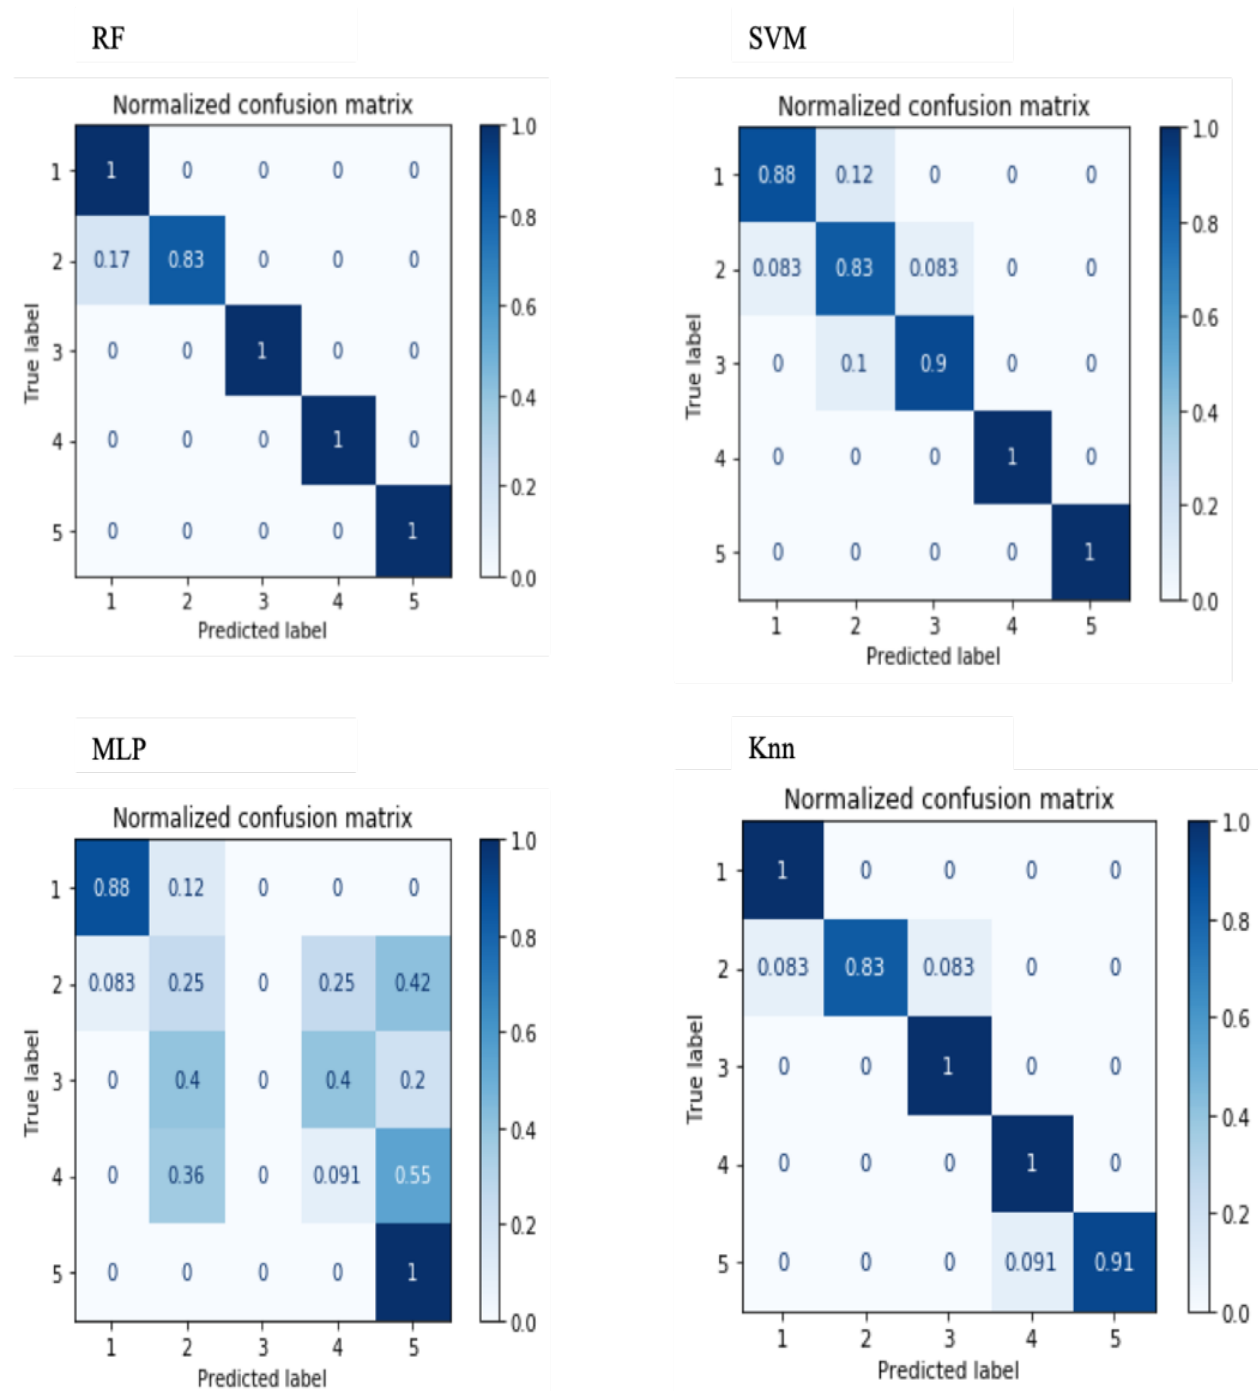 RF
Normalized confusion matrix
1 1 0 0 0 0
2 0.17 0.83 0 0 0
3 0 0 1 0 0
4 0 0 0 1 0
5 0 0 0 0 1
1 2 3 4 5
True label
Predicted label
1.0
0.8
0.6
0.4
0.2
0.0
SVM
Normalized confusion matrix
1 0.88 0.12 0 0 0
2 0.083 0.83 0.083 0 0
3 0 0.1 0.9 0 0
4 0 0 0 1 0
5 0 0 0 0 1
1 2 3 4 5
True label
Predicted label
1.0
0.8
0.6
0.4
0.2
0.0
MLP
Normalized confusion matrix
1 0.88 0.12 0 0 0
2 0.083 0.25 0 0.25 0.42
3 0 0.4 0 0.4 0.2
4 0 0.36 0 0.091 0.55
5 0 0 0 0 1
1 2 3 4 5
True label
Predicted label
1.0
0.8
0.6
0.4
0.2
0.0
Knn
Normalized confusion matrix
1 1 0 0 0 0
2 0.083 0.83 0.083 0 0
3 0 0 1 0 0
4 0 0 0 1 0
5 0 0 0 0.091 0.91
1 2 3 4 5
True label
Predicted label
1.0
0.8
0.6
0.4
0.2
0.0